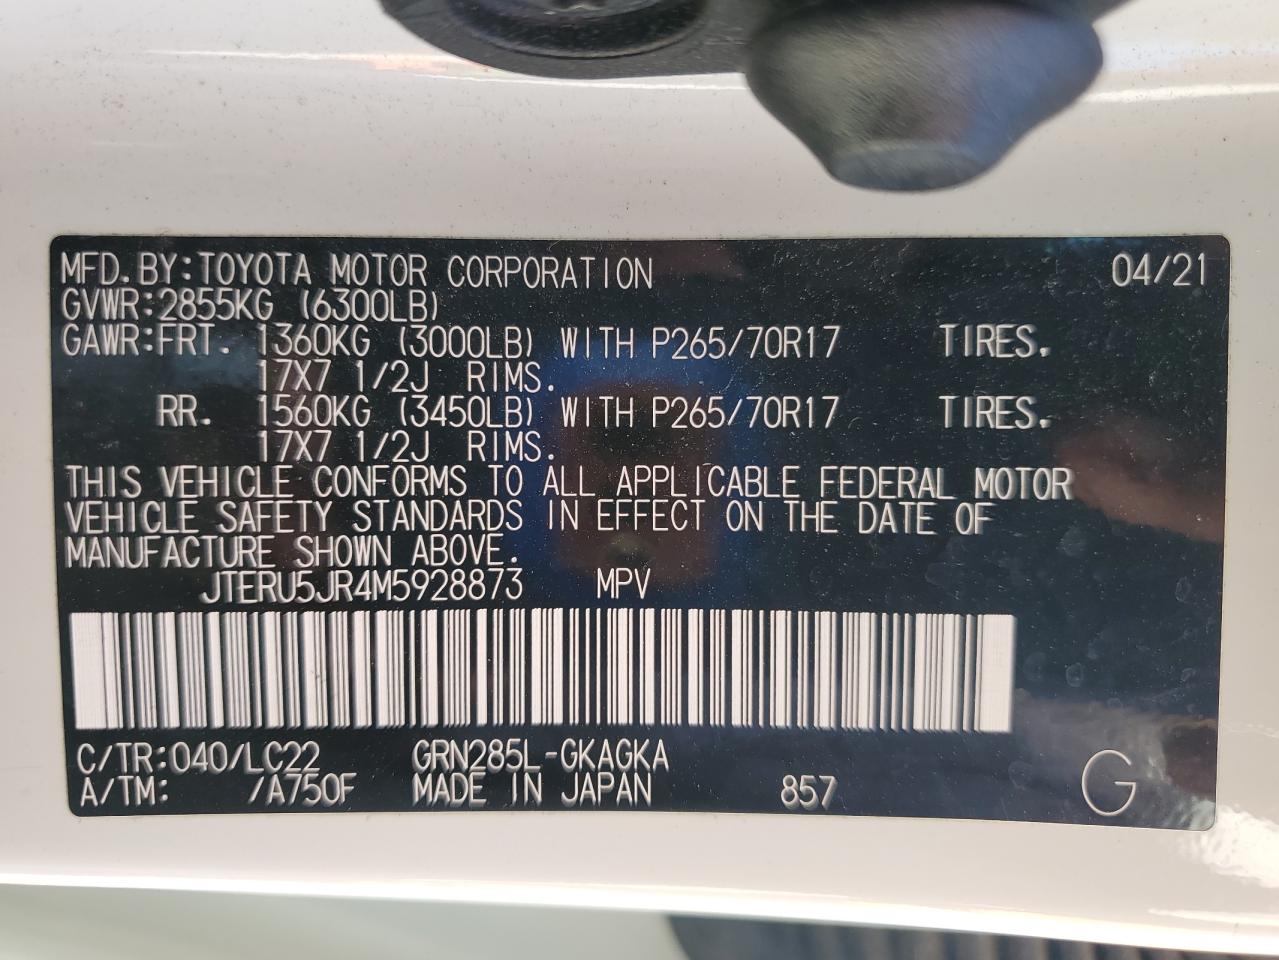 MFD.BY:TOYOTA MOTOR CORPORATION 04/21
GVWR:2855KG (6300LB)
GAWR:FRT. 1360KG (3000LB) WITH P265/70R17 TIRES.
17X7 1/2J RIMS.
RR. 1560KG (3450LB) WITH P265/70R17 TIRES.
17X7 1/2J RIMS.
THIS VEHICLE CONFORMS TO ALL APPLICABLE FEDERAL MOTOR
VEHICLE SAFETY STANDARDS IN EFFECT ON THE DATE OF
MANUFACTURE SHOWN ABOVE.
JTERU5JR4M5928873 MPV
C/TR:040/LC22 GRN285L-GKAGKA
A/TM: /A750F MADE IN JAPAN 857 G